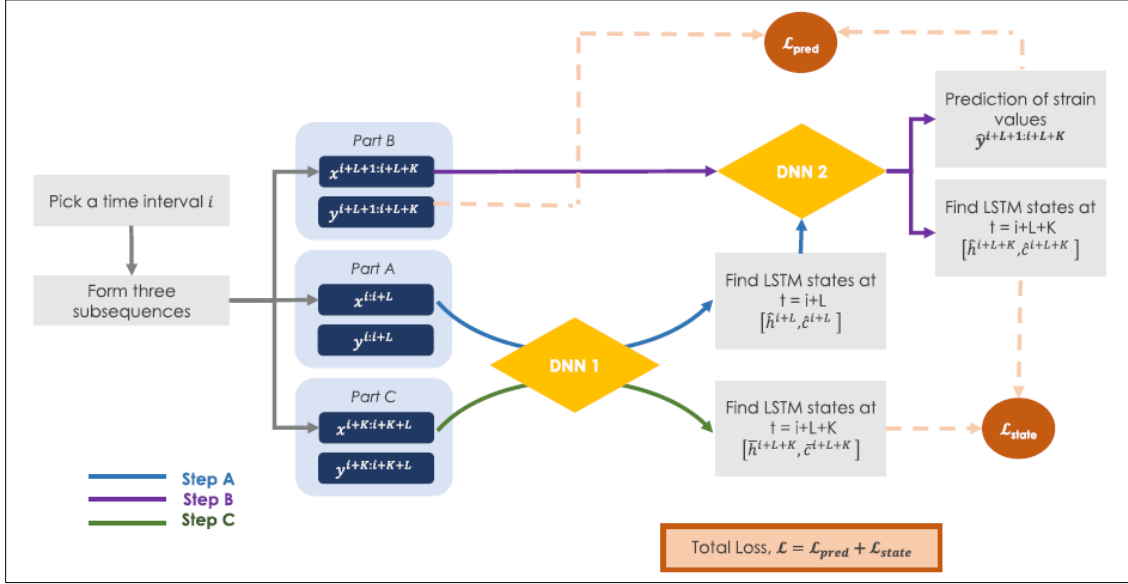 Pick a time interval i
Form three
subsequences
Part B
x^{i+L+1:i+L+K}
y^{i+L+1:i+L+K}
Part A
x^{i:i+L}
y^{i:i+L}
Part C
x^{i+K:i+K+L}
y^{i+K:i+K+L}
DNN 1
DNN 2
ℒ_pred
Prediction of strain
values
ŷ^{i+L+1:i+L+K}
Find LSTM states at
t = i+L+K
[ĥ^{i+L+K},ĉ^{i+L+K} ]
Find LSTM states at
t = i+L
[ĥ^{i+L},ĉ^{i+L} ]
Find LSTM states at
t = i+L+K
[h̅^{i+L+K}, c̅^{i+L+K}]
ℒ_state
Step A
Step B
Step C
Total Loss, ℒ = ℒ_pred + ℒ_state